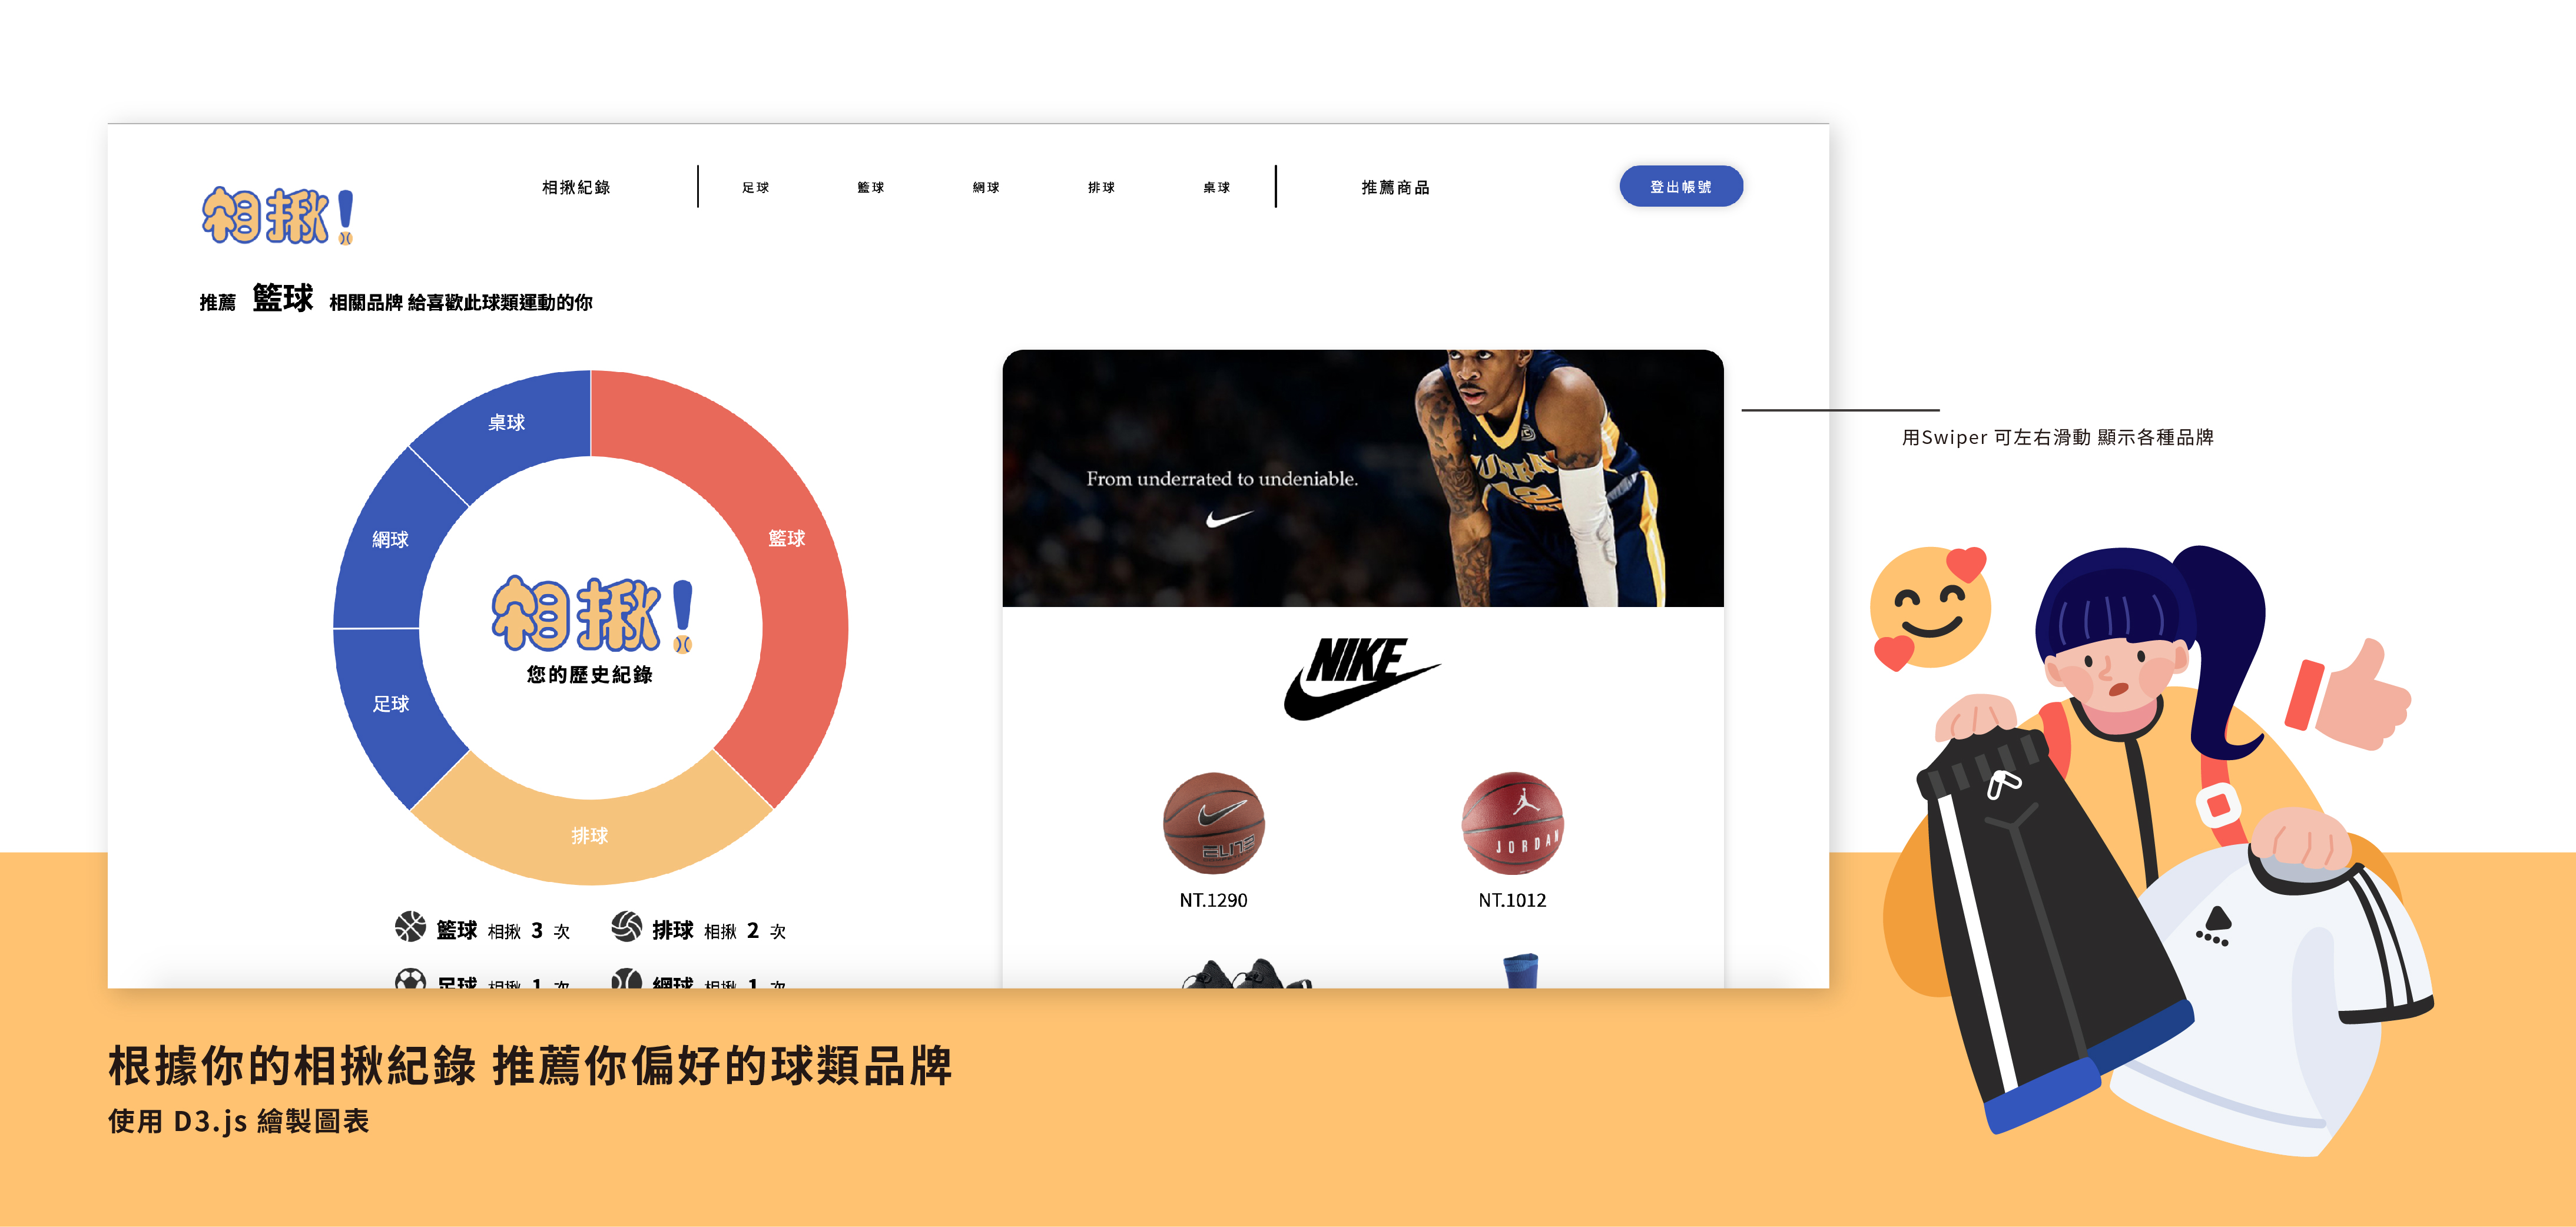 相揪!
相揪紀錄
足球
籃球
網球
排球
桌球
推薦商品
登出帳號
推薦 籃球 相關品牌 給喜歡此球類運動的你
桌球
籃球
網球
足球
排球
相揪!
您的歷史紀錄
籃球 相揪 3 次
排球 相揪 2 次
足球 相揪 1 次
網球 相揪 1 次
From underrated to undeniable.
MURRAY
12
NIKE
ELITE
JORDAN
NT.1290
NT.1012
用Swiper 可左右滑動 顯示各種品牌
根據你的相揪紀錄 推薦你偏好的球類品牌
使用 D3.js 繪製圖表